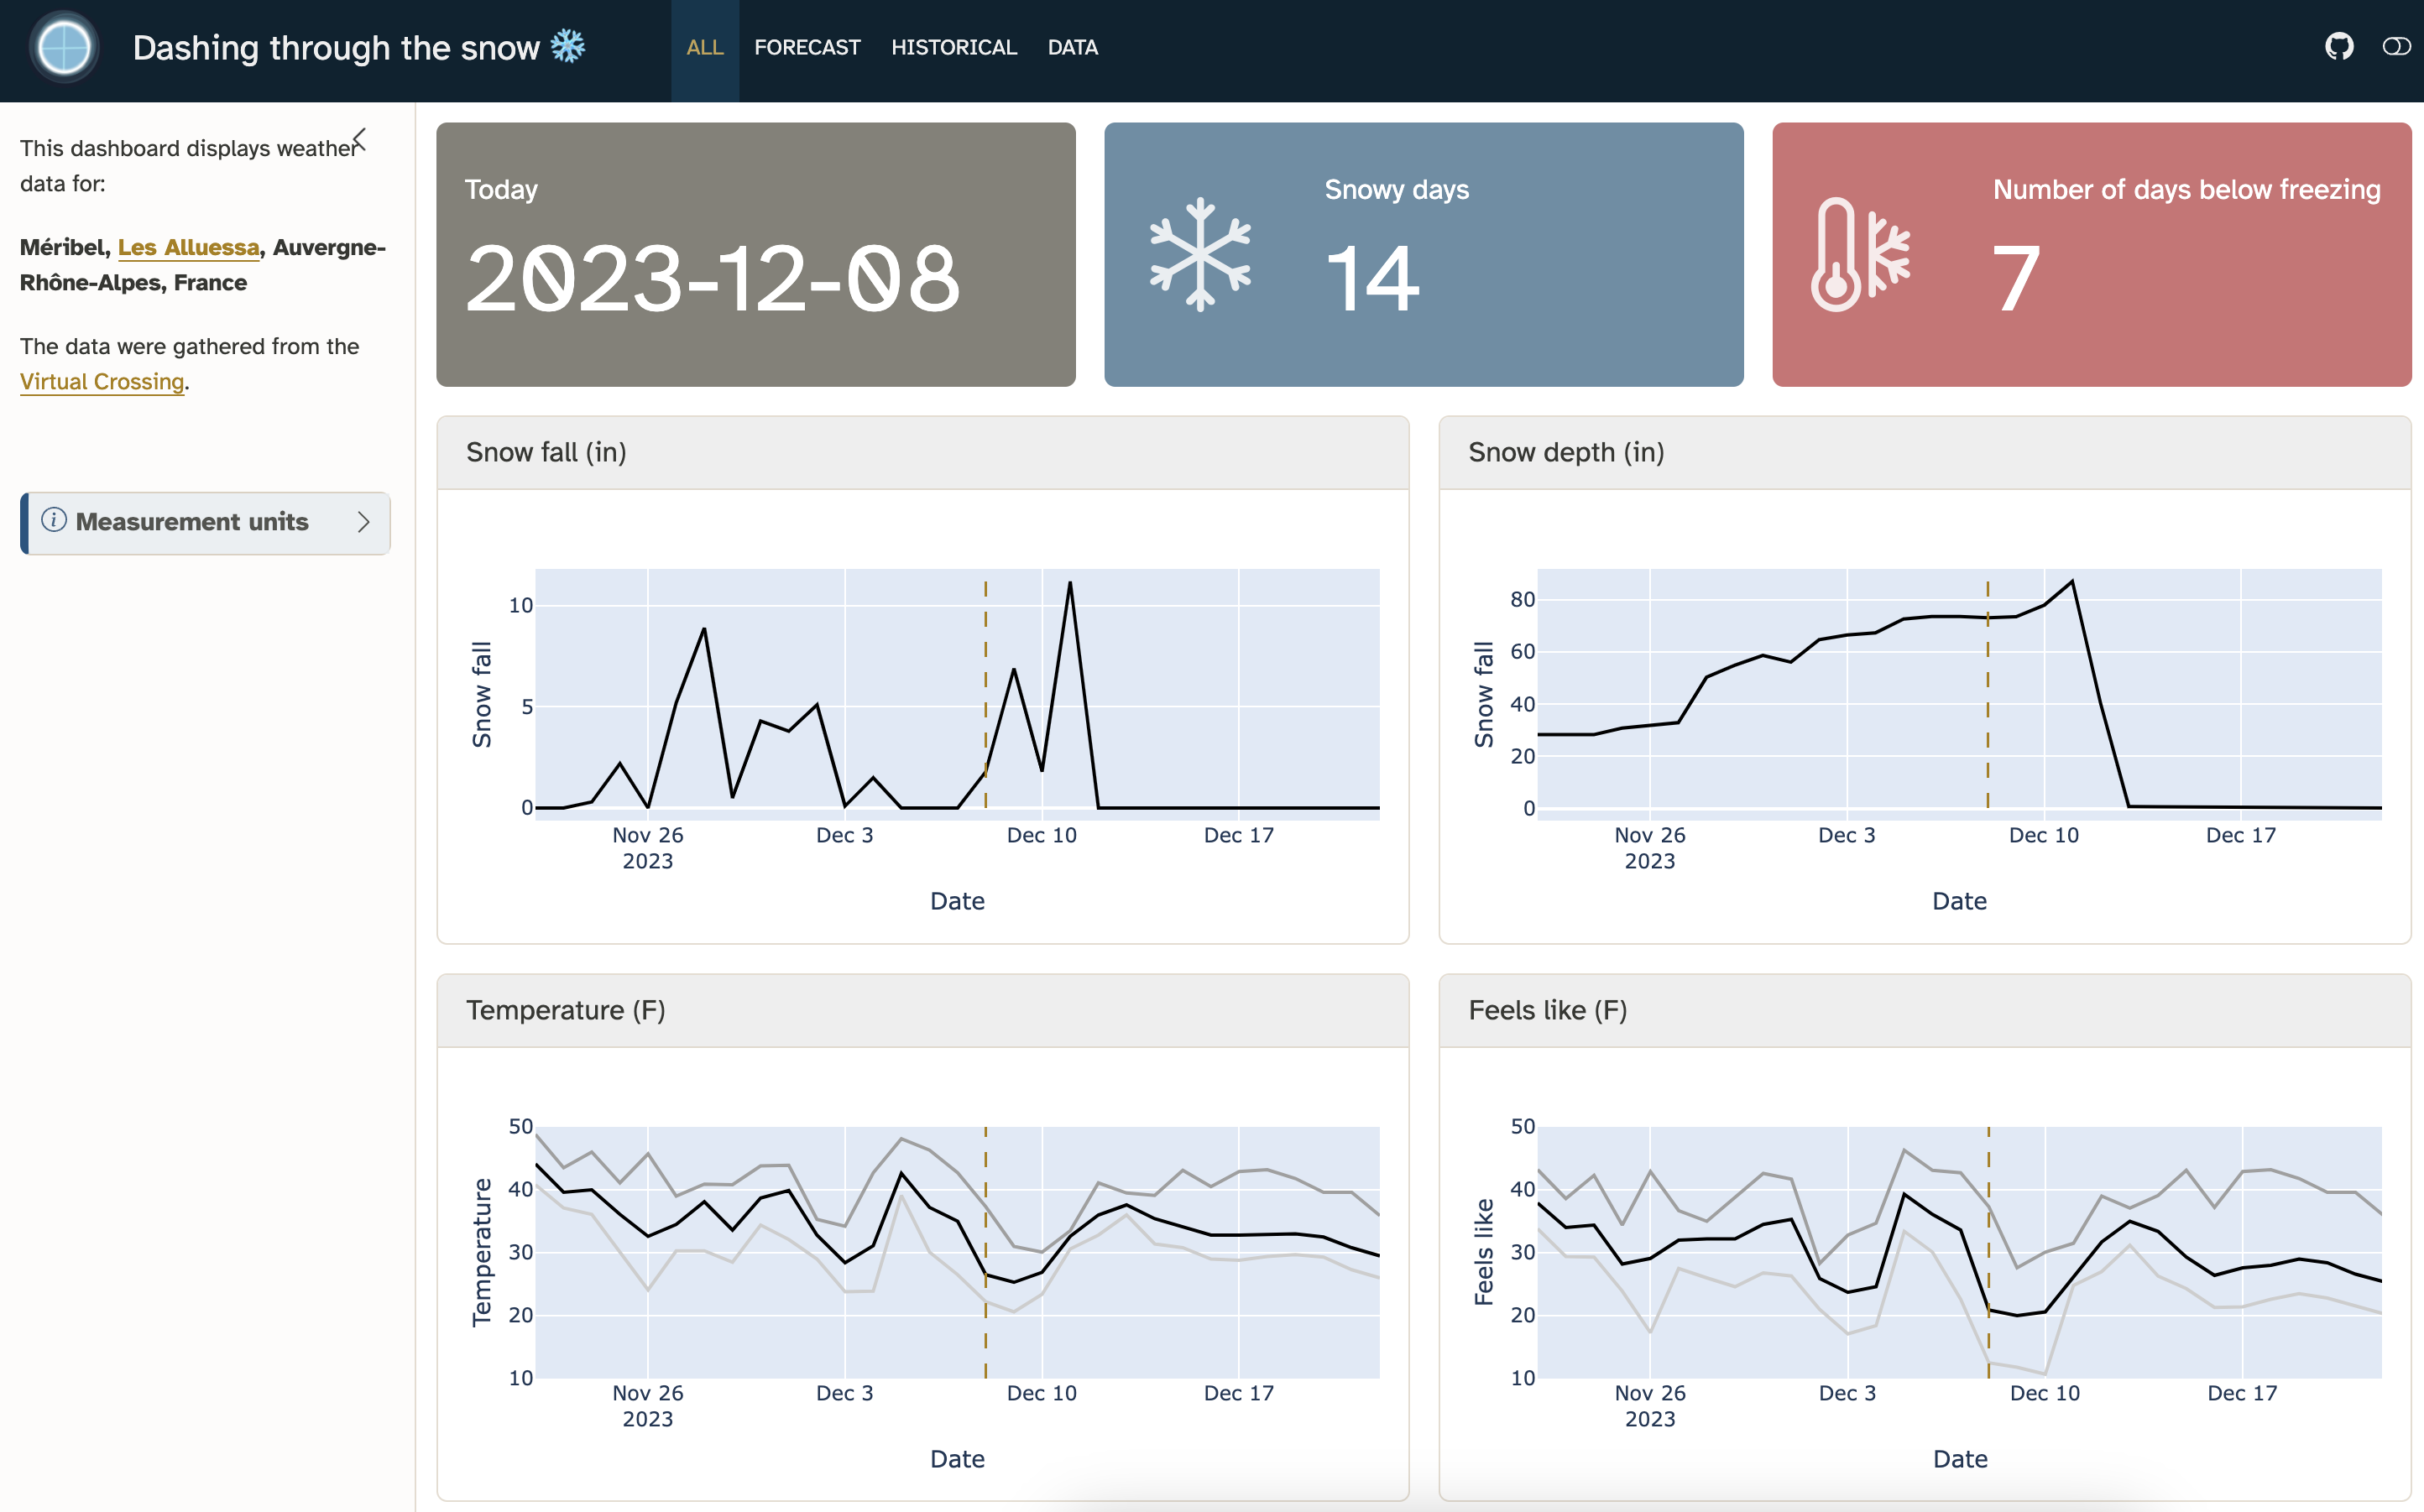 Dashing through the snow ❄️
ALL FORECAST HISTORICAL DATA
This dashboard displays weather
data for:
Méribel, Les Alluessa, Auvergne-
Rhône-Alpes, France
The data were gathered from the
Virtual Crossing.
Measurement units
Today
2023-12-08
Snowy days
14
Number of days below freezing
7
Snow fall (in)
Snow fall
10
5
0
Nov 26 Dec 3 Dec 10 Dec 17
2023
Date
Snow depth (in)
Snow fall
80
60
40
20
0
Nov 26 Dec 3 Dec 10 Dec 17
2023
Date
Temperature (F)
Temperature
50
40
30
20
10
Nov 26 Dec 3 Dec 10 Dec 17
2023
Date
Feels like (F)
Feels like
50
40
30
20
10
Nov 26 Dec 3 Dec 10 Dec 17
2023
Date